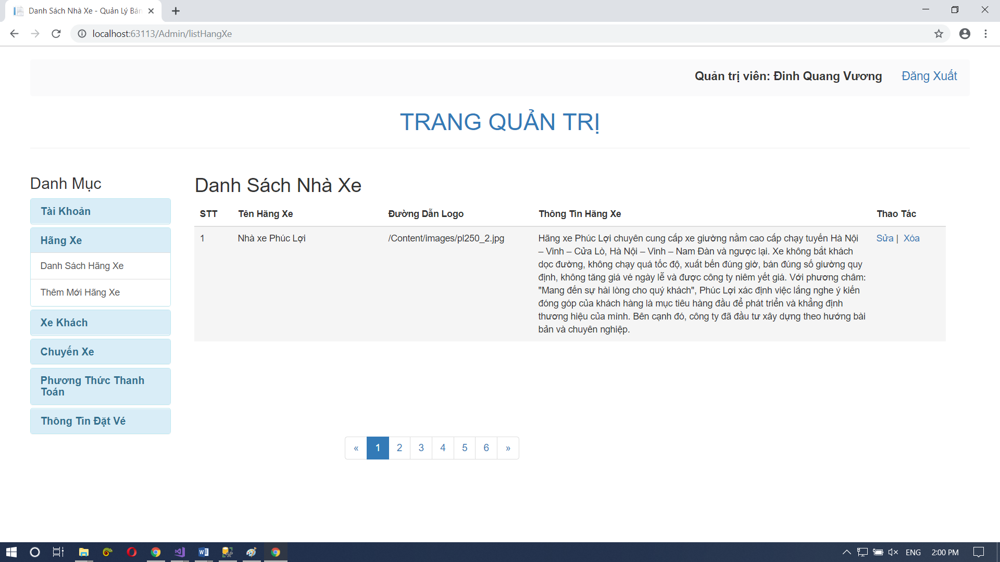 Danh Sách Nhà Xe - Quản Lý Bán
localhost:63113/Admin/listHangXe
Quản trị viên: Đinh Quang Vương Đăng Xuất
TRANG QUẢN TRỊ
Danh Mục
Tài Khoản
Hãng Xe
Danh Sách Hãng Xe
Thêm Mới Hãng Xe
Xe Khách
Chuyến Xe
Phương Thức Thanh
Toán
Thông Tin Đặt Vé
Danh Sách Nhà Xe
STT Tên Hãng Xe Đường Dẫn Logo Thông Tin Hãng Xe Thao Tác
1 Nhà xe Phúc Lợi /Content/images/pl250_2.jpg Hãng xe Phúc Lợi chuyên cung cấp xe giường nằm cao cấp chạy tuyến Hà Nội Sửa | Xóa
– Vinh – Cửa Lò, Hà Nội – Vinh – Nam Đàn và ngược lại. Xe không bắt khách
dọc đường, không chạy quá tốc độ, xuất bến đúng giờ, bán đúng số giường quy
định, không tăng giá vé ngày lễ và được công ty niêm yết giá. Với phương châm:
"Mang đến sự hài lòng cho quý khách", Phúc Lợi xác định việc lắng nghe ý kiến
đóng góp của khách hàng là mục tiêu hàng đầu để phát triển và khẳng định
thương hiệu của mình. Bên cạnh đó, công ty đã đầu tư xây dựng theo hướng bài
bản và chuyên nghiệp.
« 1 2 3 4 5 6 »
ENG 2:00 PM